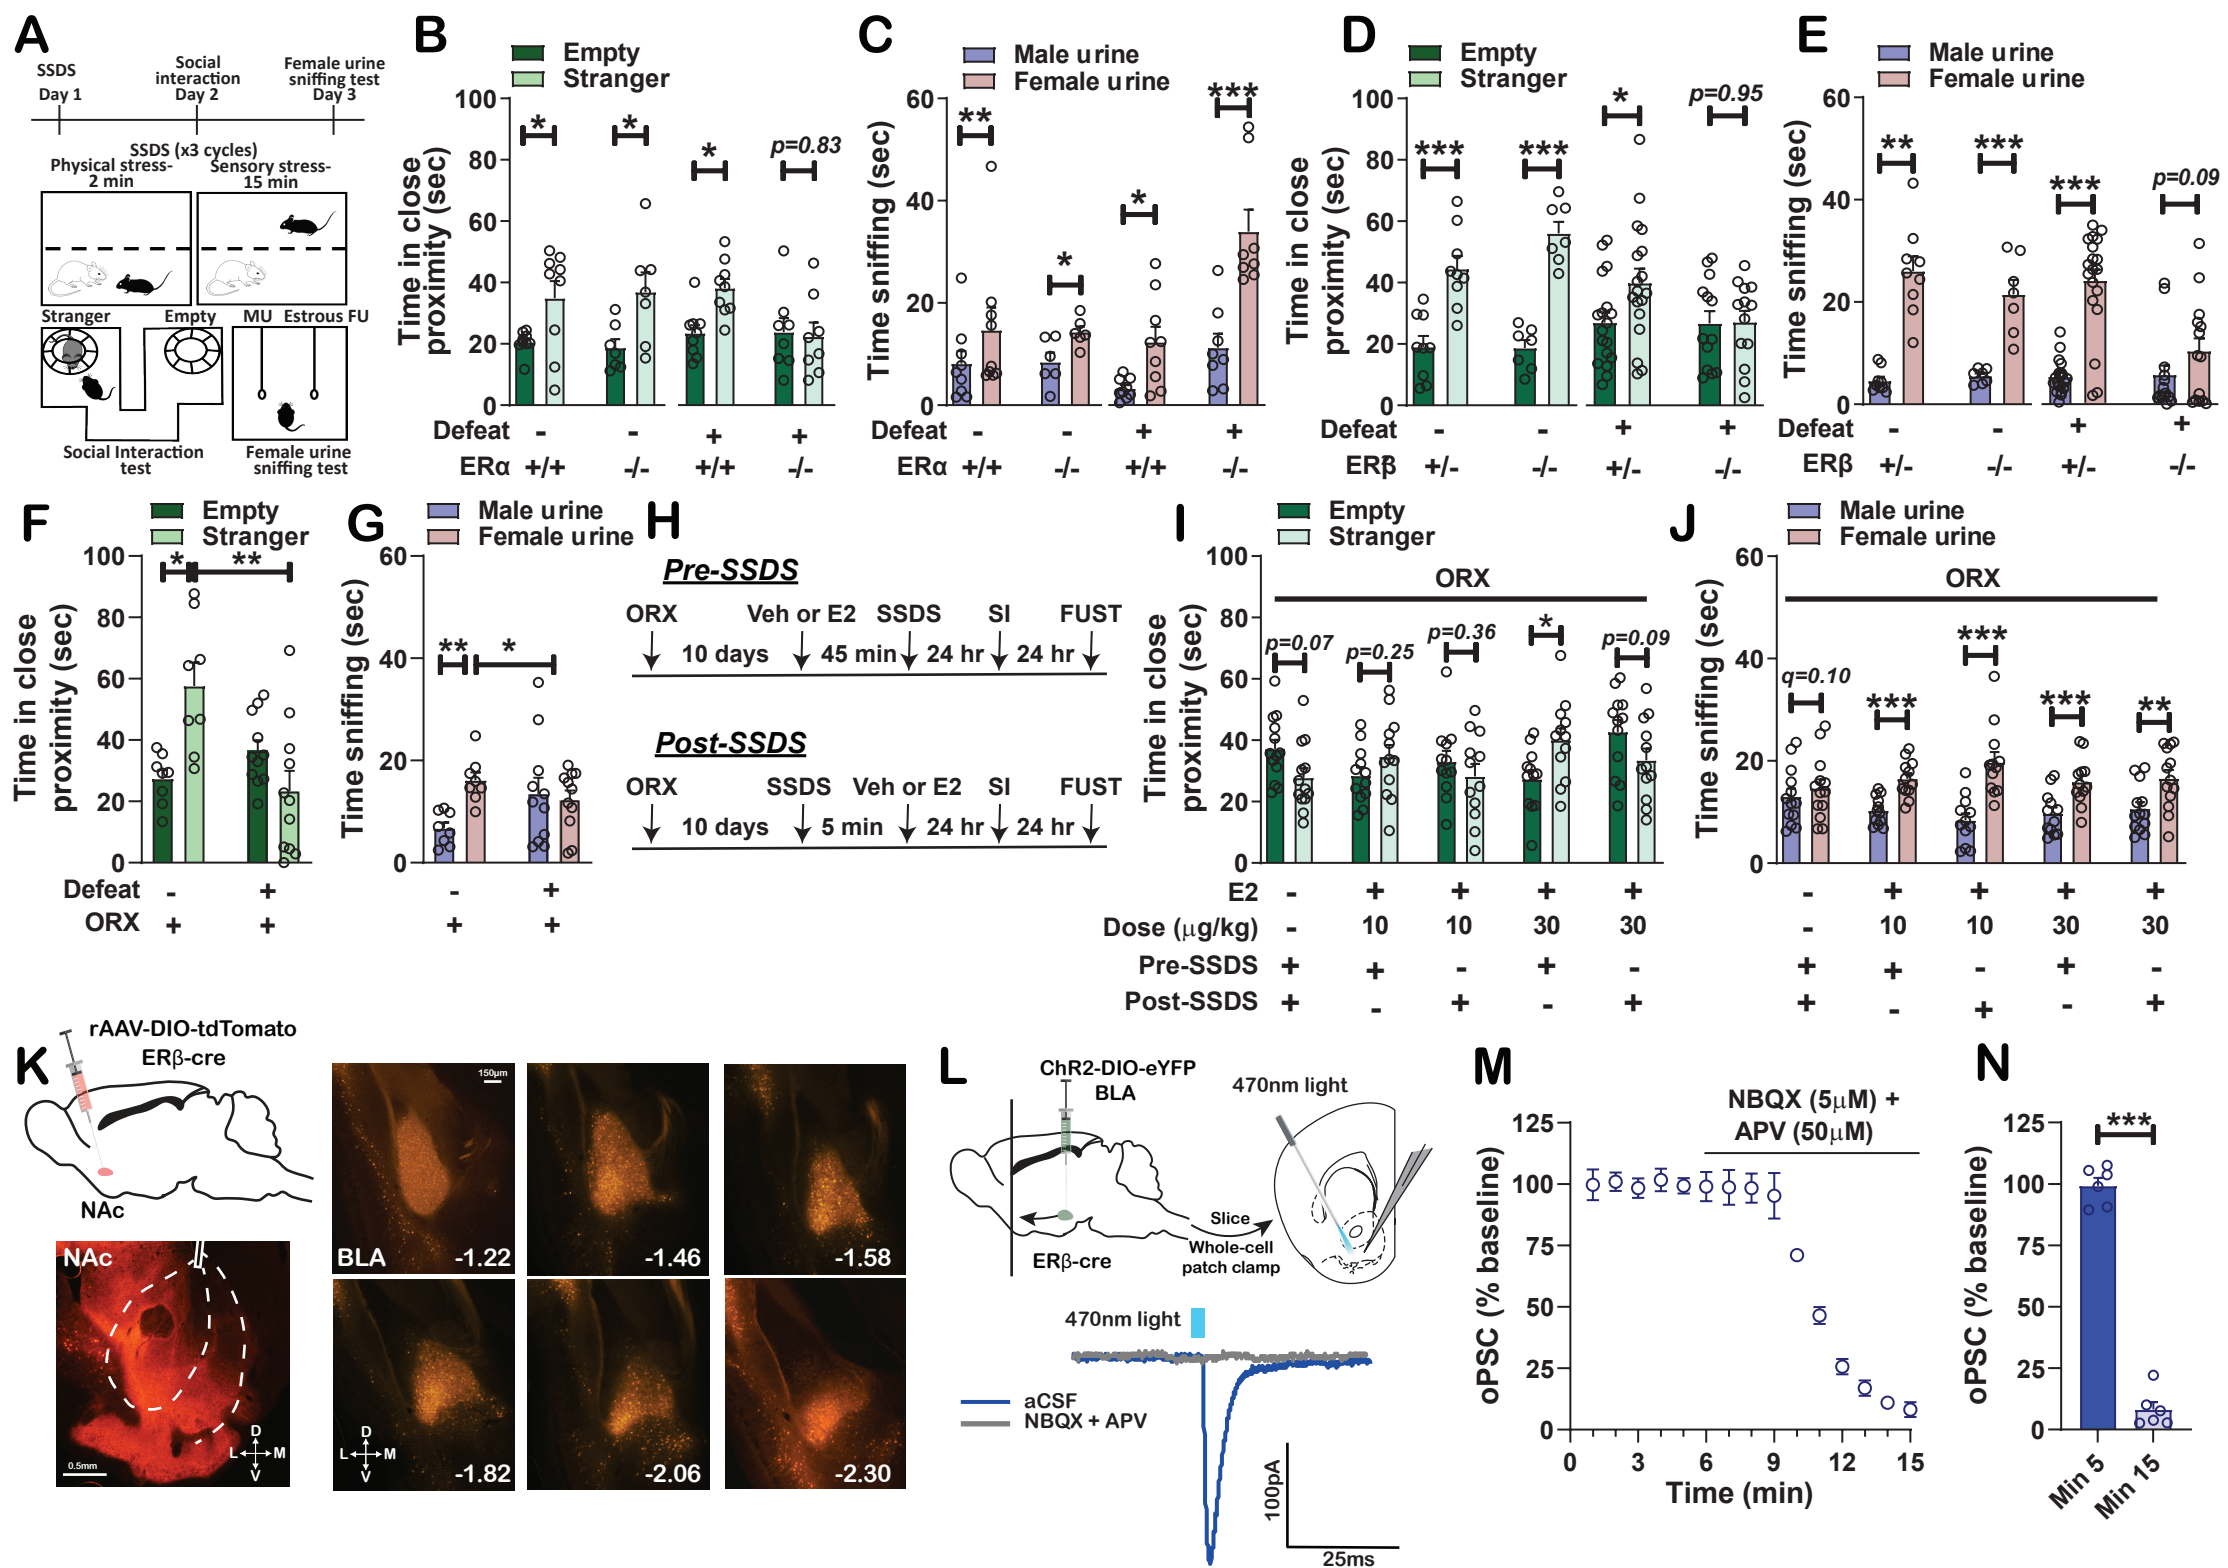 A
SSDS
Day 1
Social
interaction
Day 2
Female urine
sniffing test
Day 3
SSDS (x3 cycles)
Physical stress-
2 min
Sensory stress-
15 min
Stranger
Empty
MU
Estrous FU
Social Interaction
test
Female urine
sniffing test
B
Empty
Stranger
Time in close
proximity (sec)
100
80
60
40
20
0
*
*
*
p=0.83
Defeat - - + +
ERα +/+ -/- +/+ -/-
C
Male urine
Female urine
Time sniffing (sec)
60
40
20
0
**
*
*
***
Defeat - - + +
ERα +/+ -/- +/+ -/-
D
Empty
Stranger
Time in close
proximity (sec)
100
80
60
40
20
0
***
***
*
p=0.95
Defeat - - + +
ERβ +/- -/- +/- -/-
E
Male urine
Female urine
Time sniffing (sec)
60
40
20
0
**
***
***
p=0.09
Defeat - - + +
ERβ +/- -/- +/- -/-
F
Empty
Stranger
Time in close
proximity (sec)
100
80
60
40
20
0
*
**
Defeat - +
ORX + +
G
Male urine
Female urine
Time sniffing (sec)
60
40
20
0
**
*
- +
+ +
H
Pre-SSDS
ORX Veh or E2 SSDS SI FUST
10 days 45 min 24 hr 24 hr
Post-SSDS
ORX SSDS Veh or E2 SI FUST
10 days 5 min 24 hr 24 hr
I
Empty
Stranger
Time in close
proximity (sec)
100
80
60
40
20
0
ORX
p=0.07
p=0.25
p=0.36
*
p=0.09
E2 - + + + +
Dose (μg/kg) - 10 10 30 30
Pre-SSDS + + - + -
Post-SSDS + - + - +
J
Male urine
Female urine
Time sniffing (sec)
60
40
20
0
ORX
q=0.10
***
***
***
**
- + + + +
- 10 10 30 30
+ + - + -
+ - + - +
K
rAAV-DIO-tdTomato
ERβ-cre
NAc
NAc
D
L M
V
0.5mm
150μm
BLA
-1.22
-1.46
-1.58
D
L M
V
-1.82
-2.06
-2.30
L
ChR2-DIO-eYFP
BLA
470nm light
Slice
Whole-cell
patch clamp
ERβ-cre
470nm light
aCSF
NBQX + APV
100pA
25ms
M
NBQX (5μM) +
APV (50μM)
oPSC (% baseline)
125
100
75
50
25
0
0 3 6 9 12 15
Time (min)
N
***
oPSC (% baseline)
125
100
75
50
25
0
Min 5
Min 15